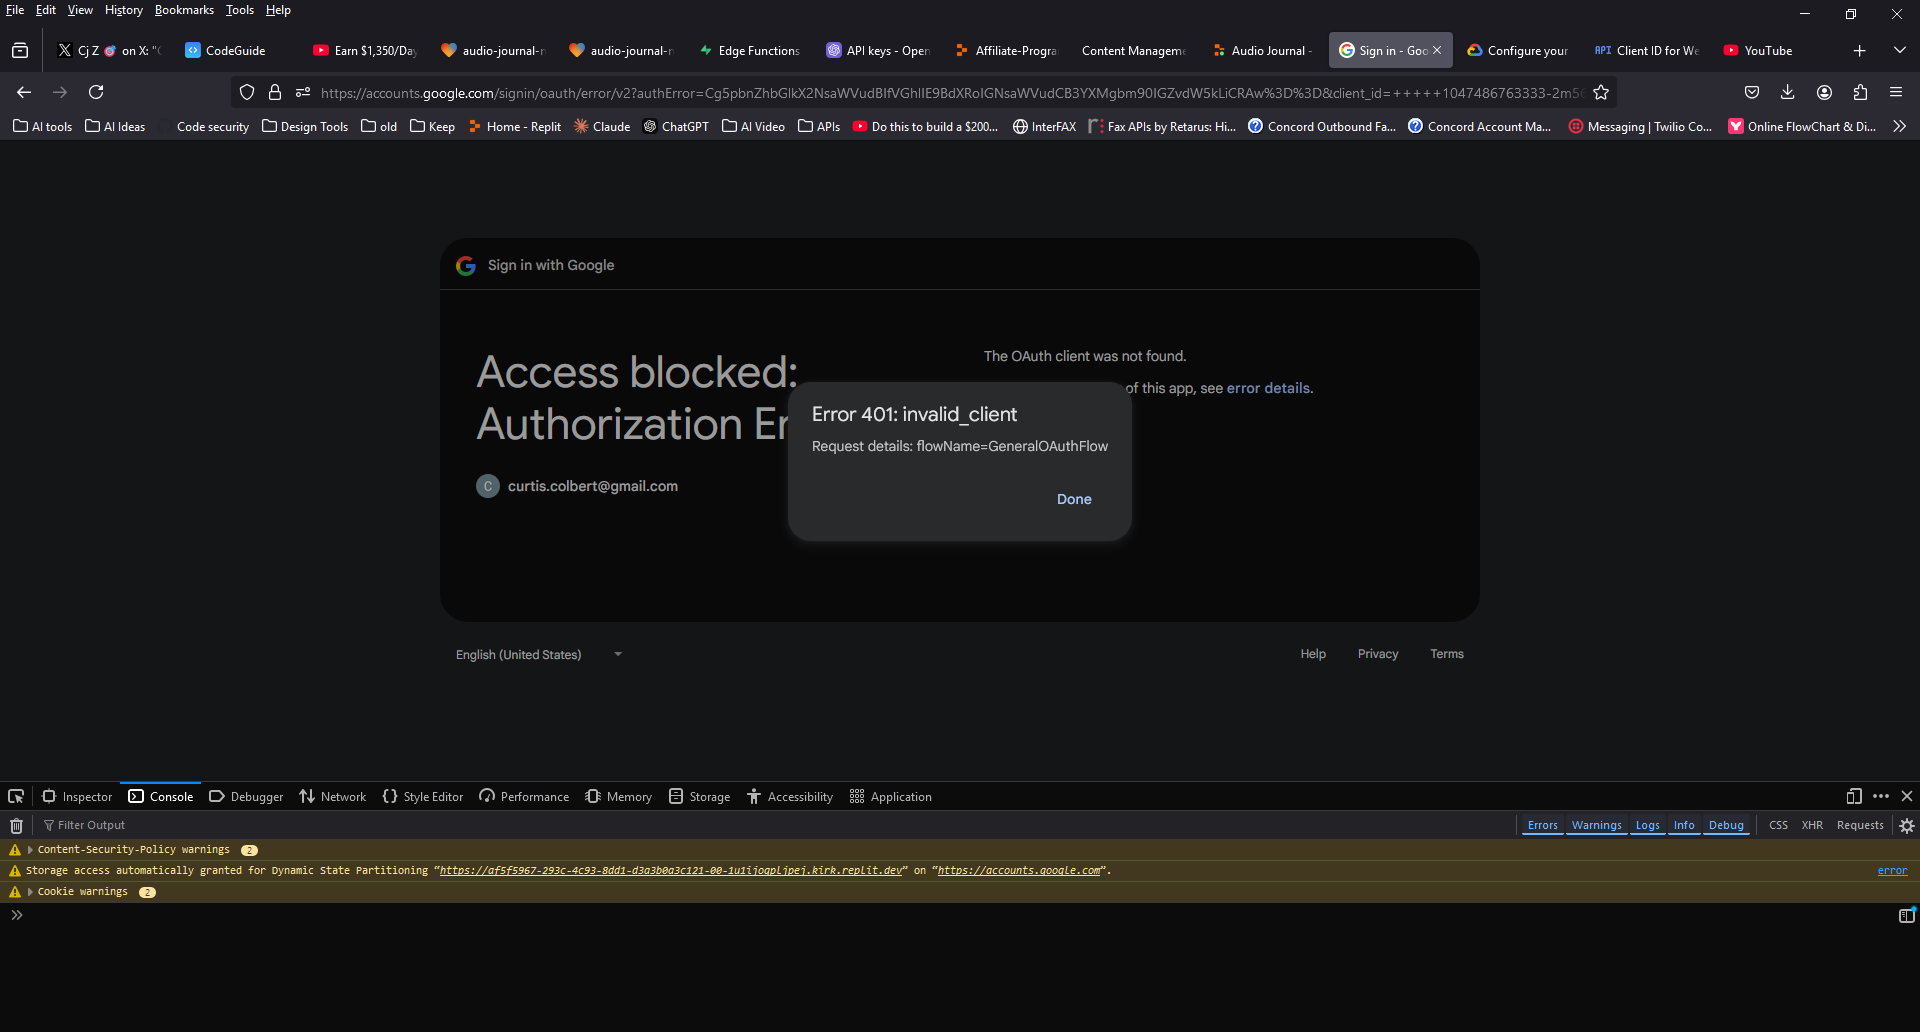 File Edit View History Bookmarks Tools Help
Cj Z on X: "C
CodeGuide
Earn $1,350/Day
audio-journal-n
audio-journal-n
Edge Functions
API keys - Open
Affiliate-Progra
Content Manageme
Audio Journal -
Sign in - Goo
Configure your
API Client ID for We
YouTube
https://accounts.google.com/signin/oauth/error/v2?authError=Cg5pbnZhbGlkX2NsaWVudBIfVGhlIE9BdXRoIGNsaWVudCB3YXMgbm90IGZvdW5kLiCRAw%3D%3D&client_id=+++++1047486763333-2m5
AI tools AI Ideas Code security Design Tools old Keep Home - Replit Claude ChatGPT AI Video APIs Do this to build a $200... InterFAX Fax APIs by Retarus: Hi... Concord Outbound Fa... Concord Account Ma... Messaging | Twilio Co... Online FlowChart & Di...
Sign in with Google
Access blocked:
Authorization Er
C curtis.colbert@gmail.com
The OAuth client was not found.
of this app, see error details.
Error 401: invalid_client
Request details: flowName=GeneralOAuthFlow
Done
English (United States)
Help Privacy Terms
Inspector Console Debugger Network Style Editor Performance Memory Storage Accessibility Application
Filter Output
Errors Warnings Logs Info Debug CSS XHR Requests
Content-Security-Policy warnings 2
Storage access automatically granted for Dynamic State Partitioning “https://af5f5967-293c-4c93-8dd1-d3a3b0a3c121-00-1u1ijoqpljpej.kirk.replit.dev” on “https://accounts.google.com”.
error
Cookie warnings 2